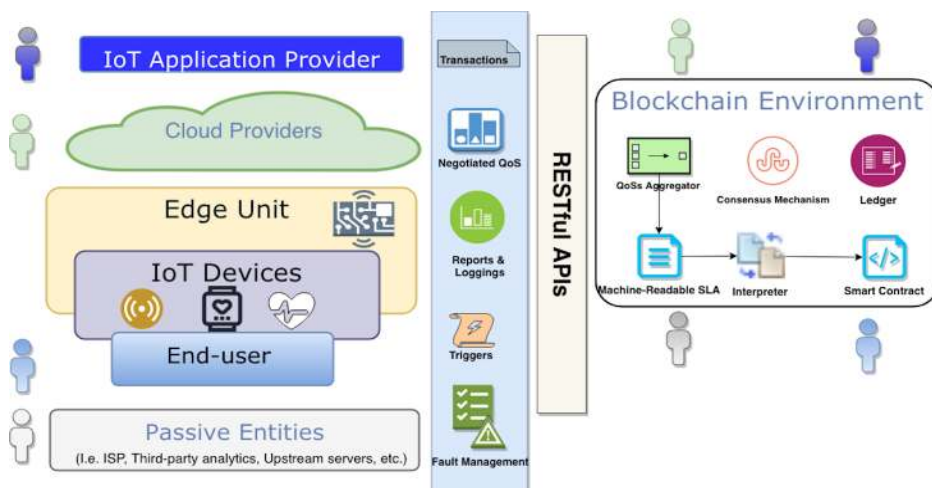 IoT Application Provider
Cloud Providers
Edge Unit
IoT Devices
End-user
Passive Entities
(I.e. ISP, Third-party analytics, Upstream servers, etc.)
Transactions
Negotiated QoS
Reports &
Loggings
Triggers
Fault Management
RESTful APIs
Blockchain Environment
QoSs Aggregator
Consensus Mechanism
Ledger
Machine-Readable SLA
Interpreter
Smart Contract